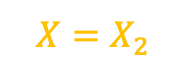 X = X₂